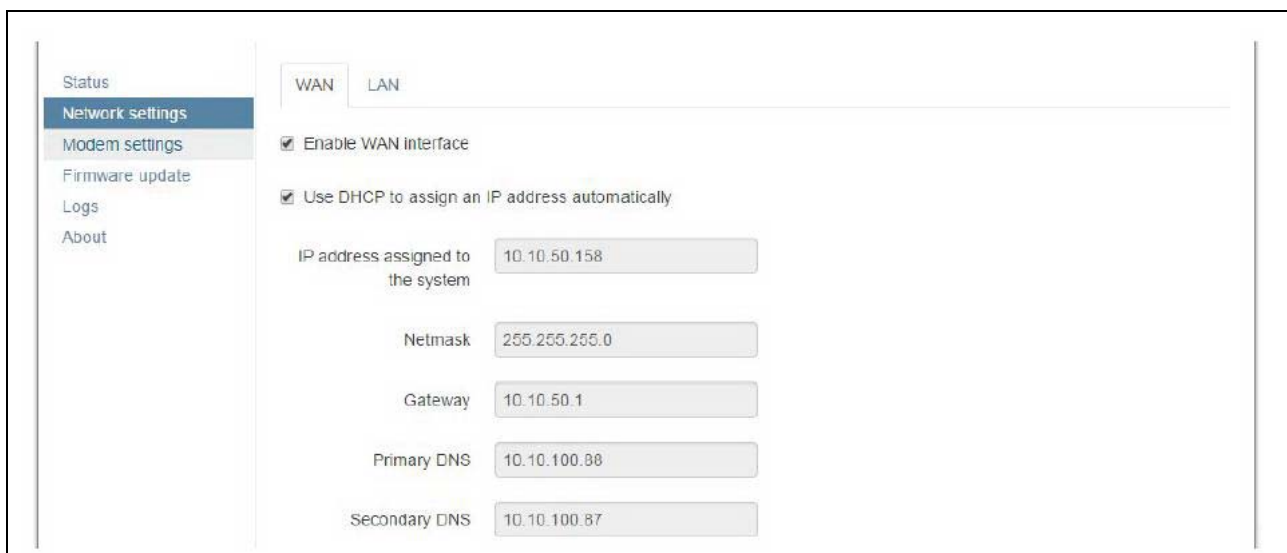 Status
Network settings
Modem settings
Firmware update
Logs
About
WAN LAN
Enable WAN interface
Use DHCP to assign an IP address automatically
IP address assigned to
the system
10.10.50.158
Netmask 255.255.255.0
Gateway 10.10.50.1
Primary DNS 10.10.100.88
Secondary DNS 10.10.100.87